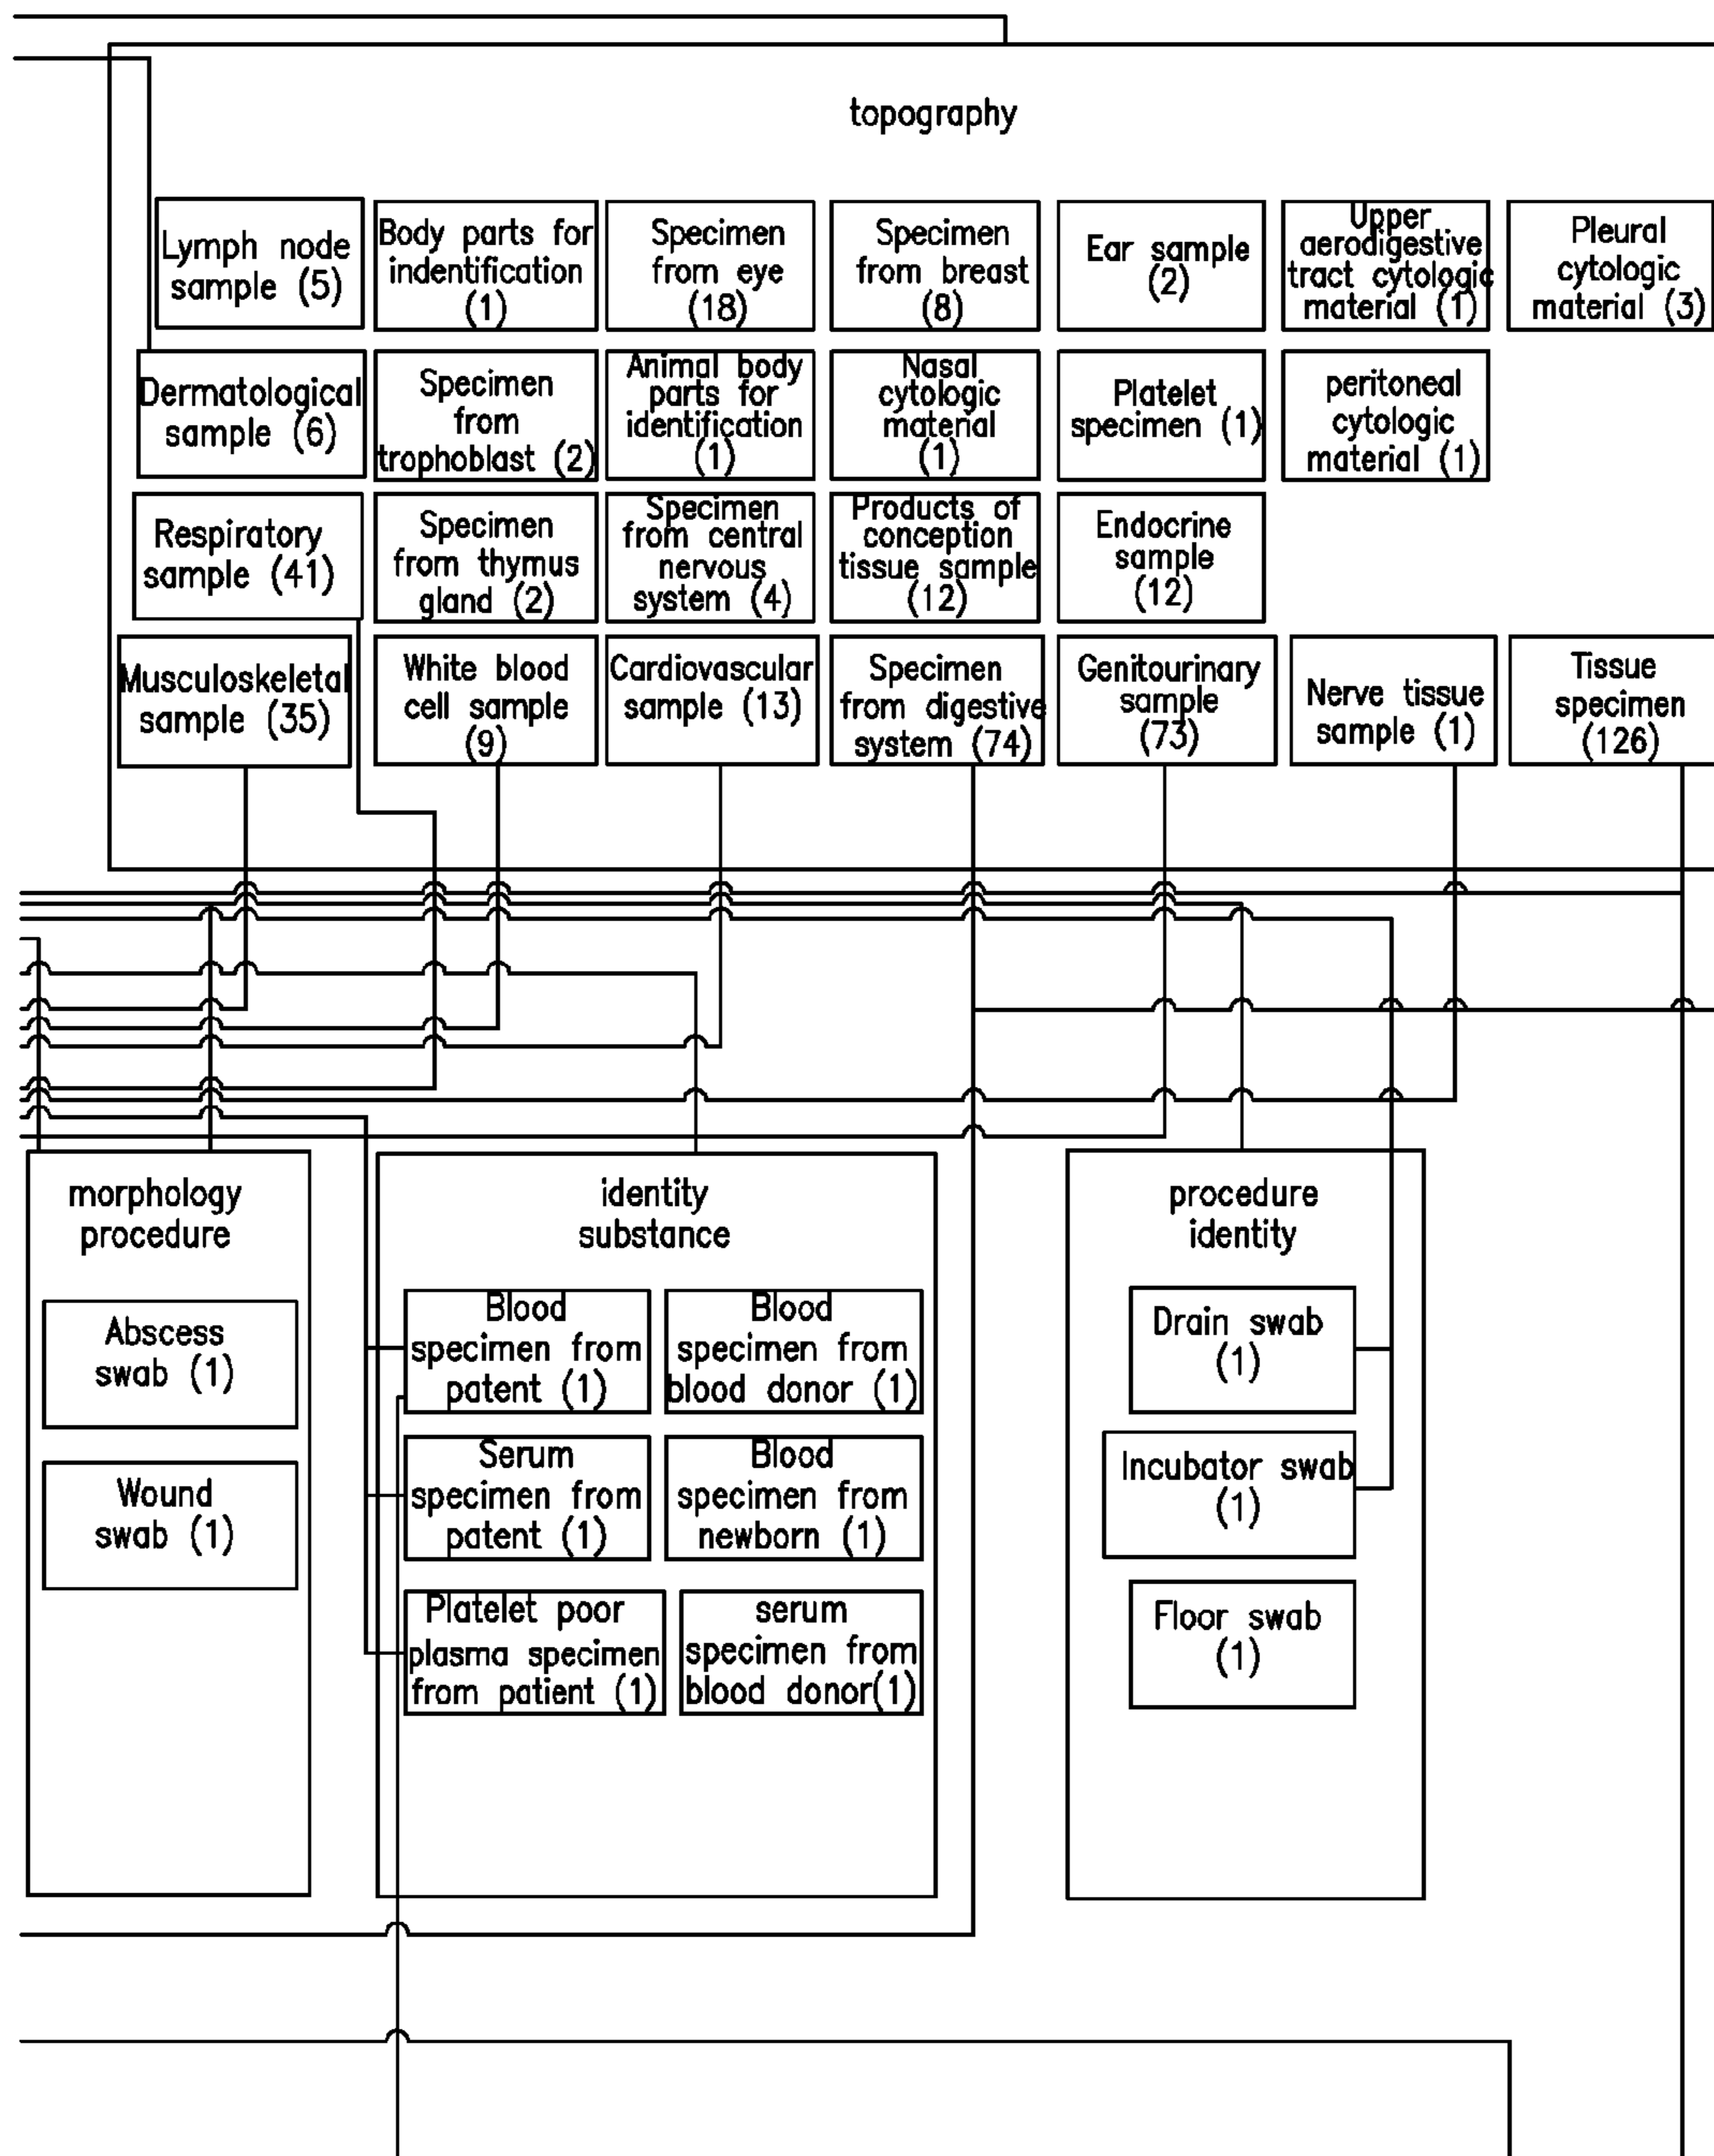 topography
Lymph node
sample (5)
Body parts for
indentification
(1)
Specimen
from eye
(18)
Specimen
from breast
(8)
Ear sample
(2)
Upper
aerodigestive
tract cytologic
material (1)
Pleural
cytologic
material (3)
Dermatological
sample (6)
Specimen
from
trophoblast (2)
Animal body
parts for
identification
(1)
Nasal
cytologic
material
(1)
Platelet
specimen (1)
peritoneal
cytologic
material (1)
Respiratory
sample (41)
Specimen
from thymus
gland (2)
Specimen
from central
nervous
system (4)
Products of
conception
tissue sample
(12)
Endocrine
sample
(12)
Musculoskeletal
sample (35)
White blood
cell sample
(9)
Cardiovascular
sample (13)
Specimen
from digestive
system (74)
Genitourinary
sample
(73)
Nerve tissue
sample (1)
Tissue
specimen
(126)
morphology
procedure
Abscess
swab (1)
Wound
swab (1)
identity
substance
Blood
specimen from
patent (1)
Blood
specimen from
blood donor (1)
Serum
specimen from
patent (1)
Blood
specimen from
newborn (1)
Platelet poor
plasma specimen
from patient (1)
serum
specimen from
blood donor(1)
procedure
identity
Drain swab
(1)
Incubator swab
(1)
Floor swab
(1)